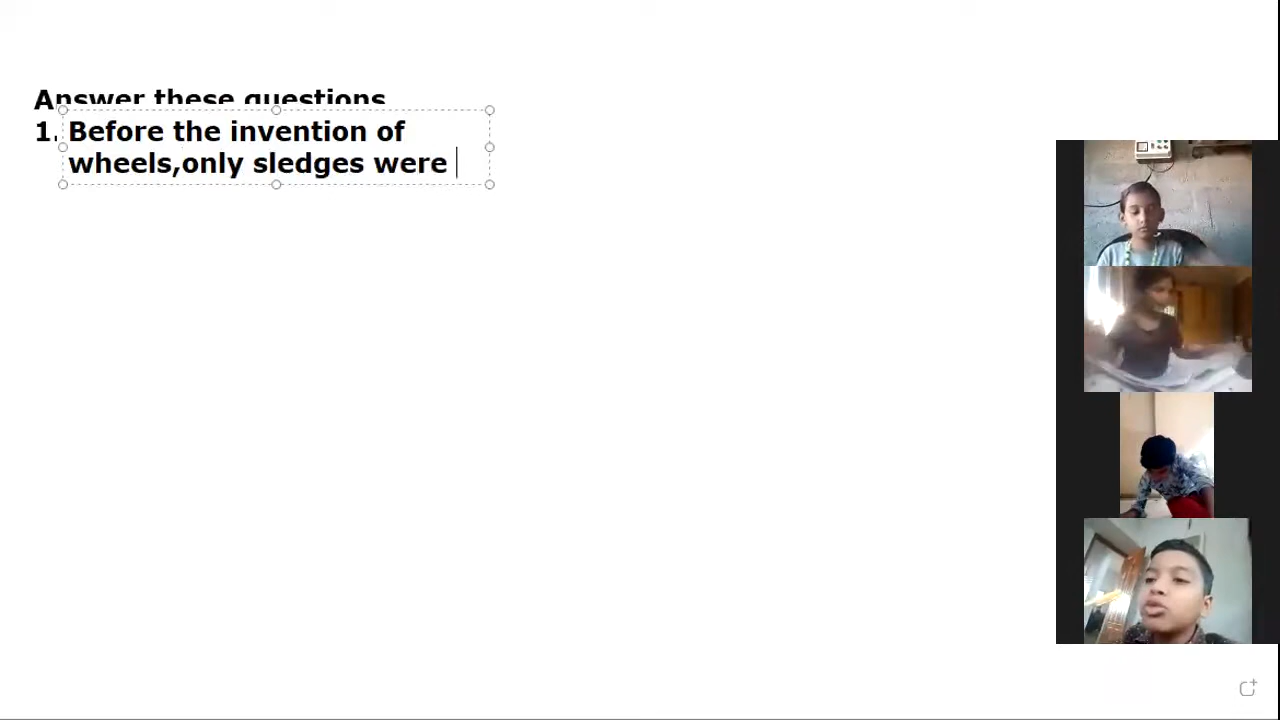 Answer these questions
1. Before the invention of
wheels,only sledges were